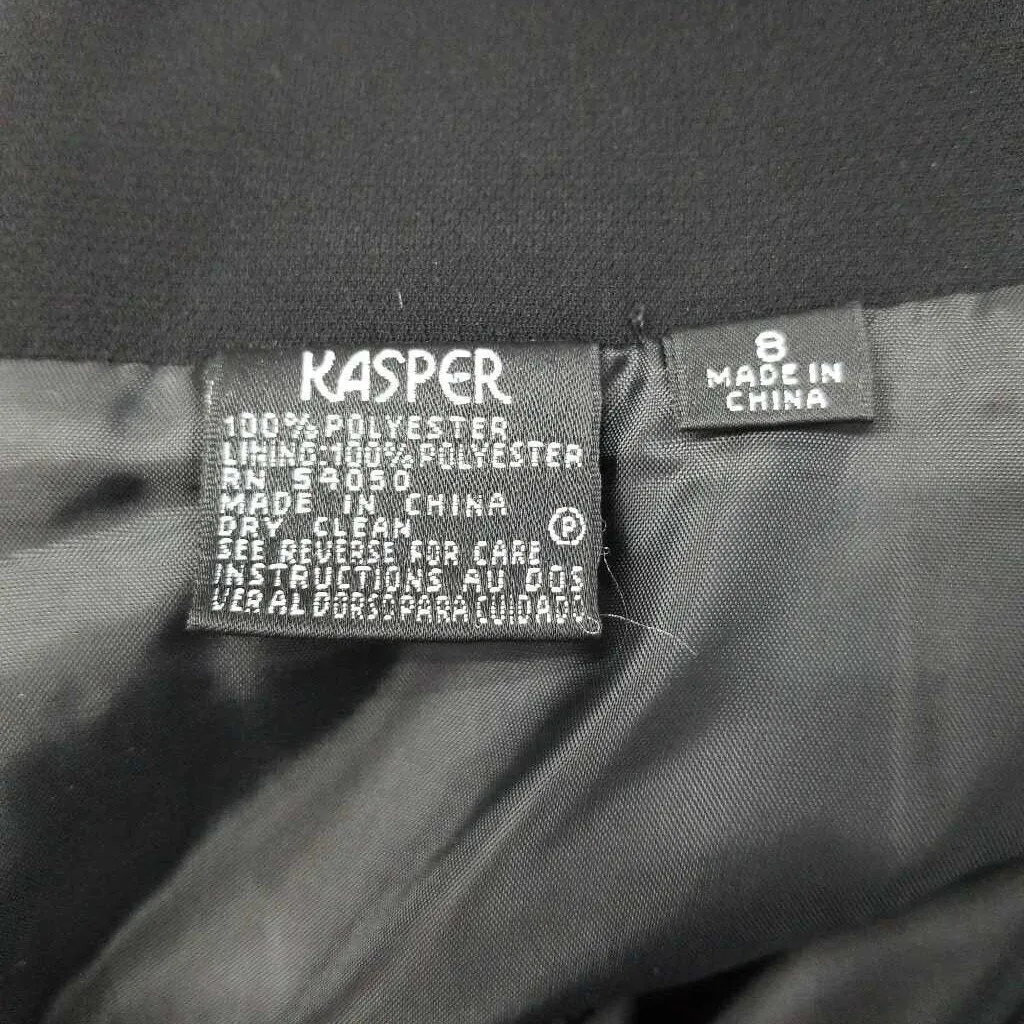 KASPER
100% POLYESTER
LINING:100% POLYESTER
RN 54050
MADE IN CHINA
DRY CLEAN
P
SEE REVERSE FOR CARE
INSTRUCTIONS AU DOS
VER AL DORSO PARA CUIDADO
8
MADE IN
CHINA